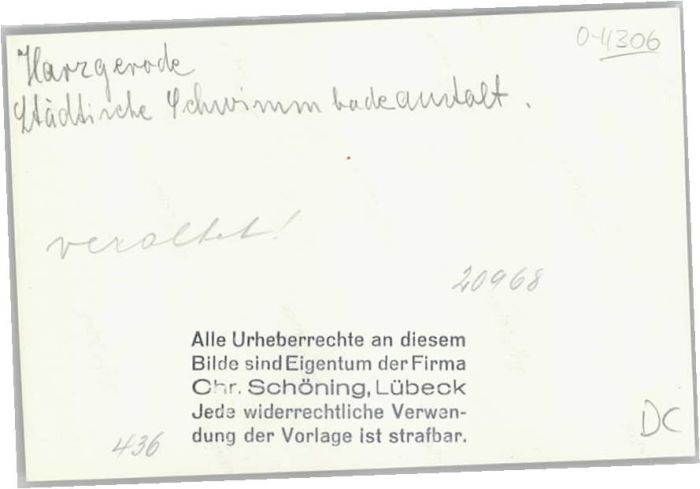 0-4306
Harzgerode
Städtische Schwimmbadeanstalt.
veraltet!
20968
Alle Urheberrechte an diesem
Bilde sind Eigentum der Firma
Chr. Schöning, Lübeck
Jede widerrechtliche Verwen-
dung der Vorlage ist strafbar.
436
DC